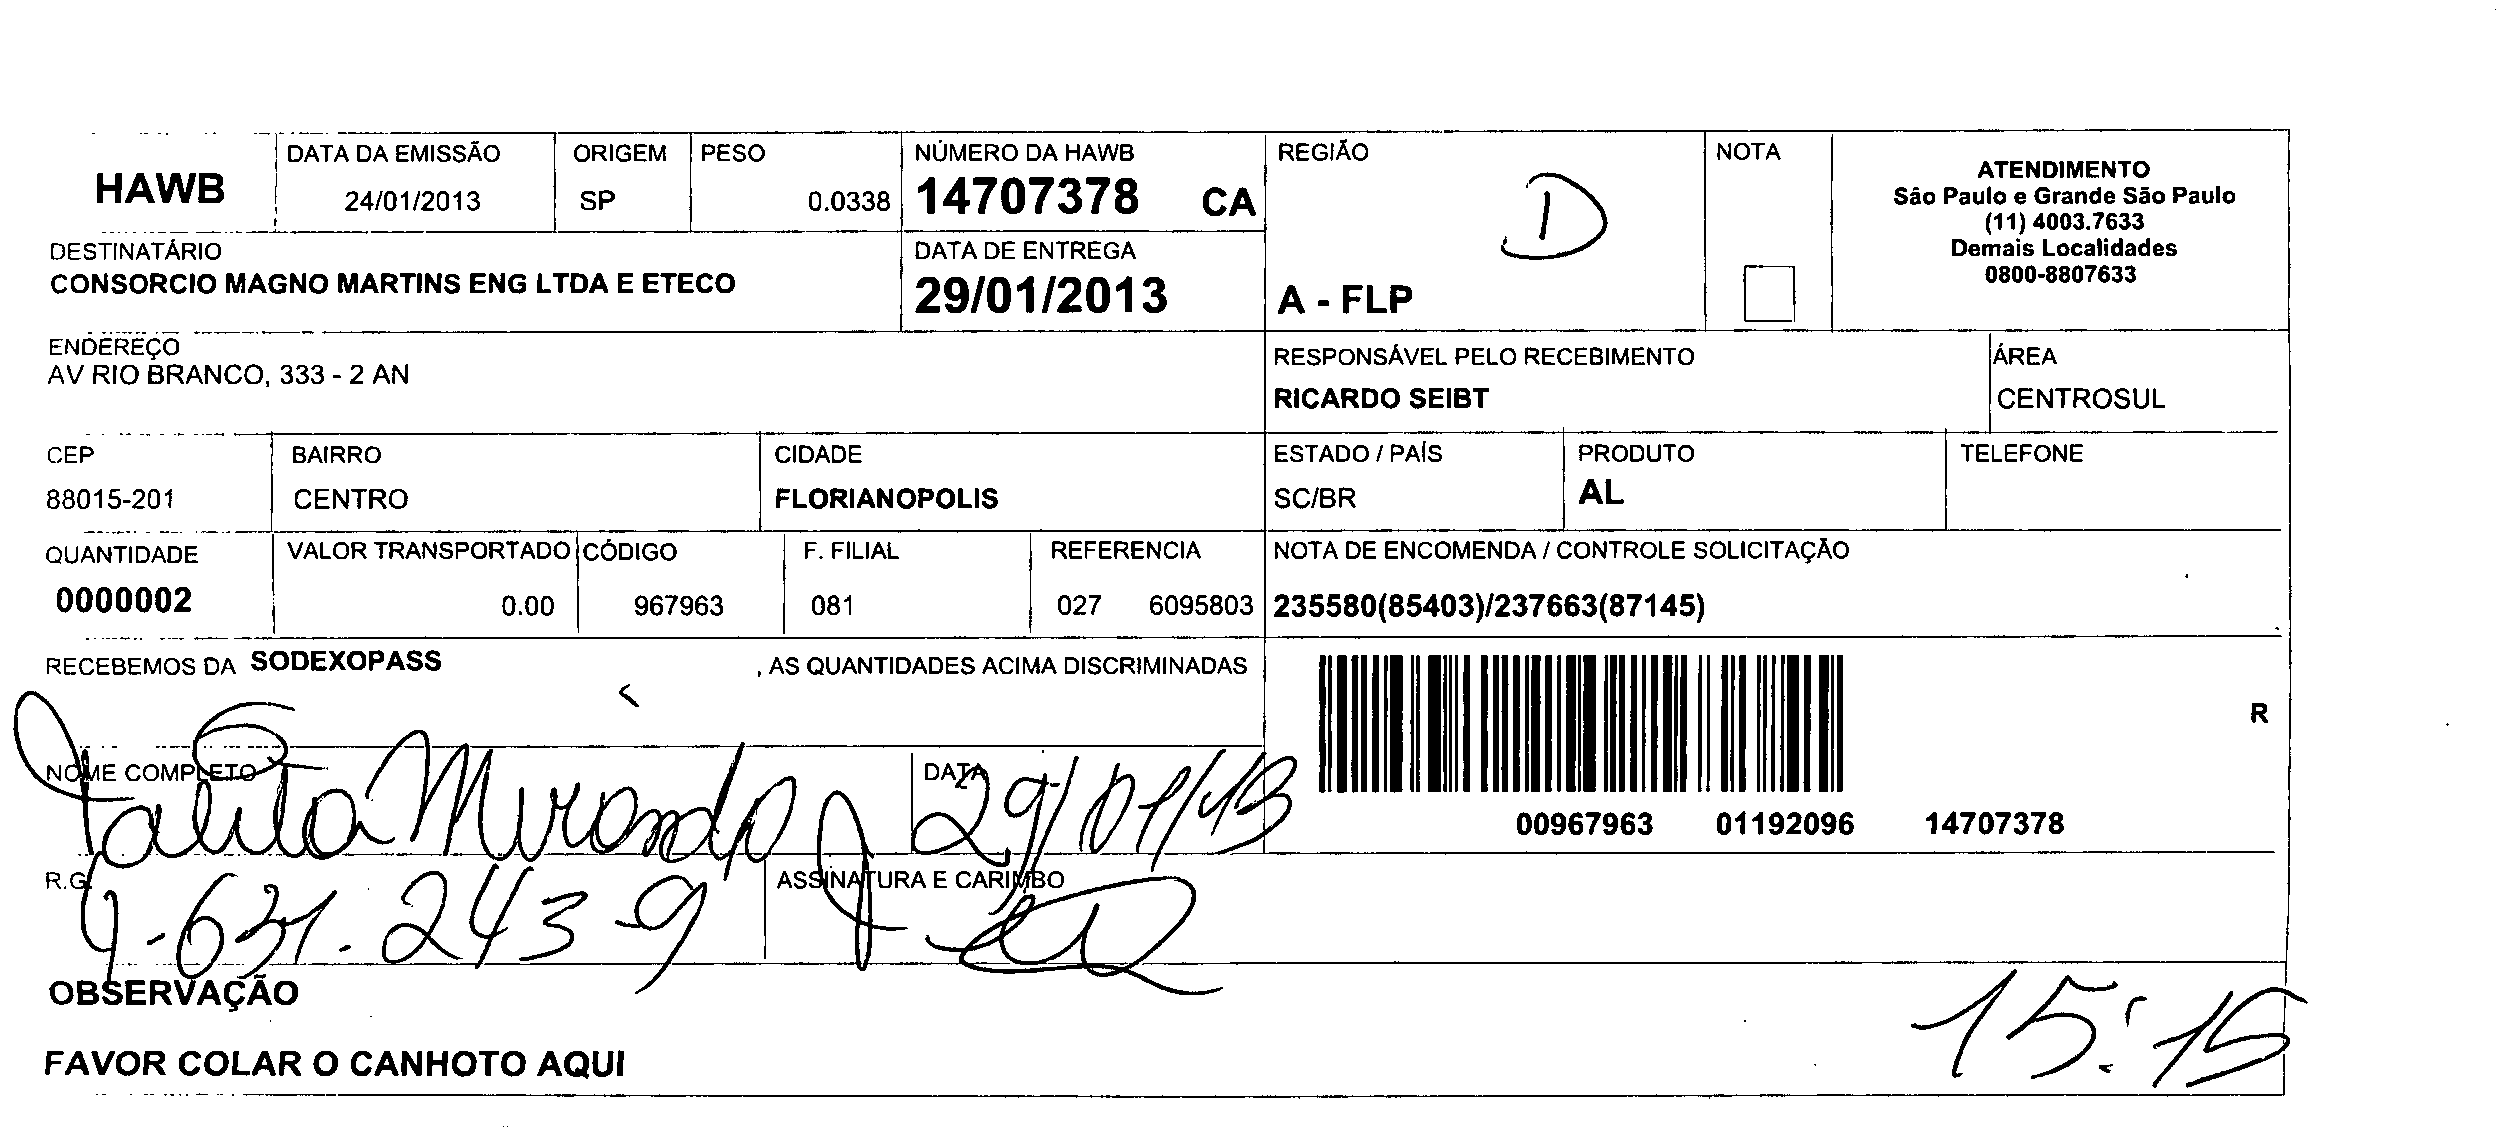 HAWB
DATA DA EMISSÃO
24/01/2013
ORIGEM
SP
PESO
0.0338
NÚMERO DA HAWB
14707378 CA
REGIÃO
D
A - FLP
NOTA
ATENDIMENTO
São Paulo e Grande São Paulo
(11) 4003.7633
Demais Localidades
0800-8807633
DESTINATÁRIO
CONSORCIO MAGNO MARTINS ENG LTDA E ETECO
DATA DE ENTREGA
29/01/2013
ENDEREÇO
AV RIO BRANCO, 333 - 2 AN
RESPONSÁVEL PELO RECEBIMENTO
RICARDO SEIBT
ÁREA
CENTROSUL
CEP
88015-201
BAIRRO
CENTRO
CIDADE
FLORIANOPOLIS
ESTADO / PAÍS
SC/BR
PRODUTO
AL
TELEFONE
QUANTIDADE
0000002
VALOR TRANSPORTADO
0.00
CÓDIGO
967963
F. FILIAL
081
REFERENCIA
027 6095803
NOTA DE ENCOMENDA / CONTROLE SOLICITAÇÃO
235580(85403)/237663(87145)
RECEBEMOS DA SODEXOPASS , AS QUANTIDADES ACIMA DISCRIMINADAS
R
00967963 01192096 14707378
NOME COMPLETO
Miranda
DATA
29/01/13
R.G.
ASSINATURA E CARIMBO
OBSERVAÇÃO
15:15
FAVOR COLAR O CANHOTO AQUI